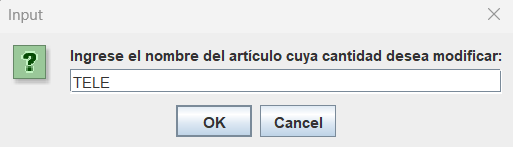 Input
Ingrese el nombre del artículo cuya cantidad desea modificar:
TELE
OK
Cancel